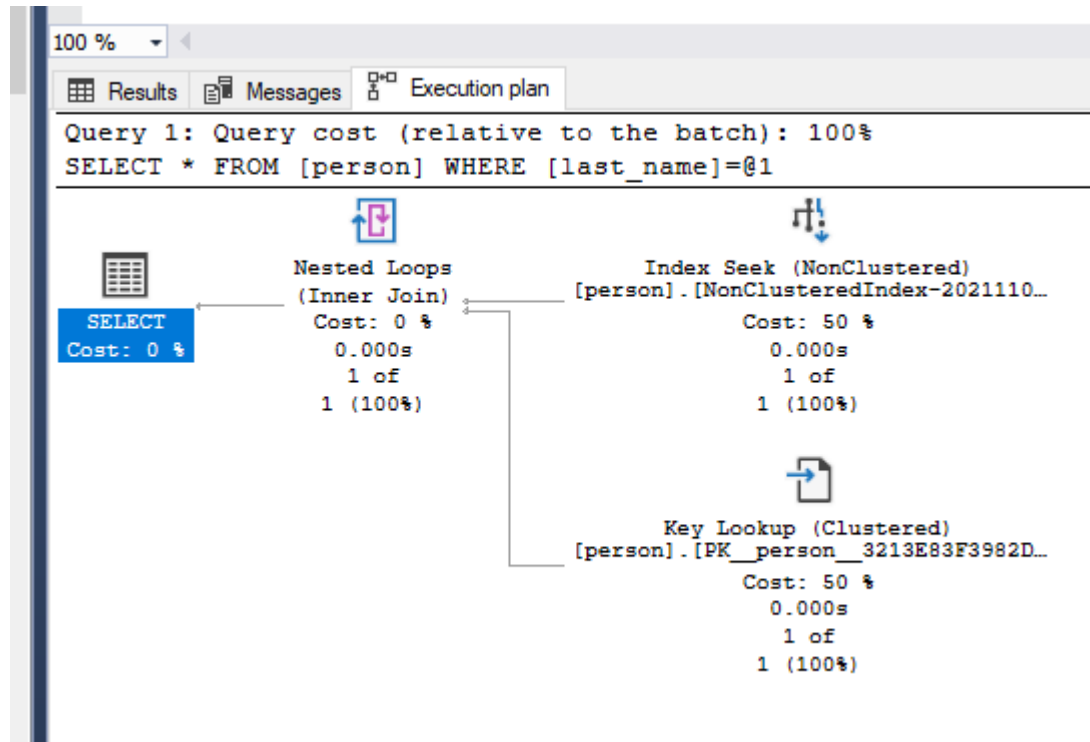 100 %
Results Messages Execution plan
Query 1: Query cost (relative to the batch): 100%
SELECT * FROM [person] WHERE [last_name]=@1
SELECT
Cost: 0 %
Nested Loops
(Inner Join)
Cost: 0 %
0.000s
1 of
1 (100%)
Index Seek (NonClustered)
[person].[NonClusteredIndex-2021110…
Cost: 50 %
0.000s
1 of
1 (100%)
Key Lookup (Clustered)
[person].[PK__person__3213E83F3982D…
Cost: 50 %
0.000s
1 of
1 (100%)